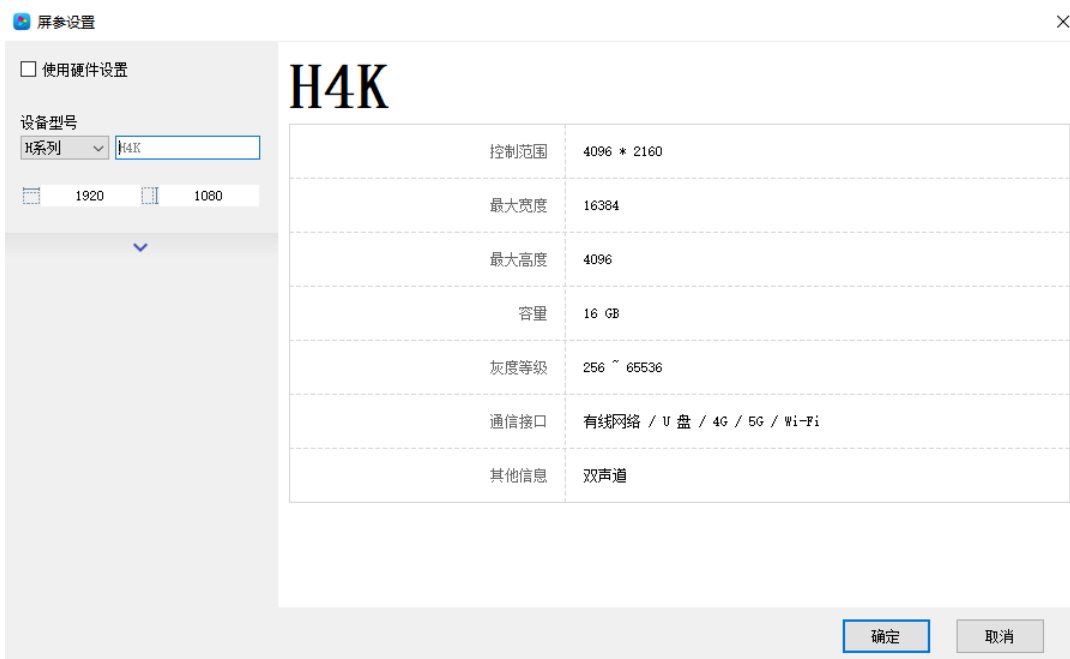 屏参设置
使用硬件设置
设备型号
H系列 H4K
1920 1080
H4K
控制范围 4096 * 2160
最大宽度 16384
最大高度 4096
容量 16 GB
灰度等级 256 ~ 65536
通信接口 有线网络 / U 盘 / 4G / 5G / Wi-Fi
其他信息 双声道
确定 取消